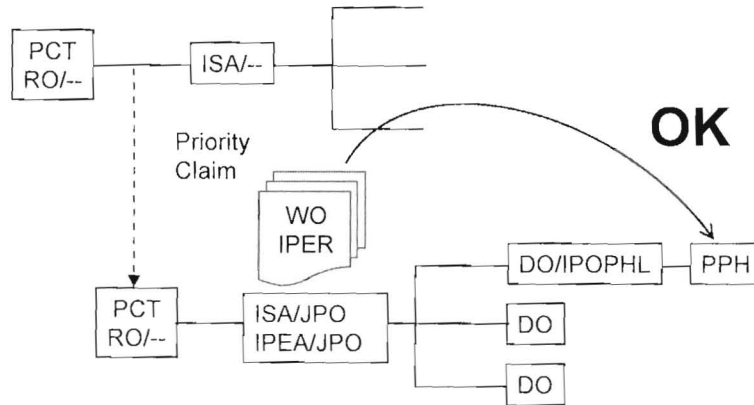 PCT
RO/--
ISA/--
Priority
Claim
OK
WO
IPER
DO/IPOPHL
PPH
PCT
RO/--
ISA/JPO
IPEA/JPO
DO
DO